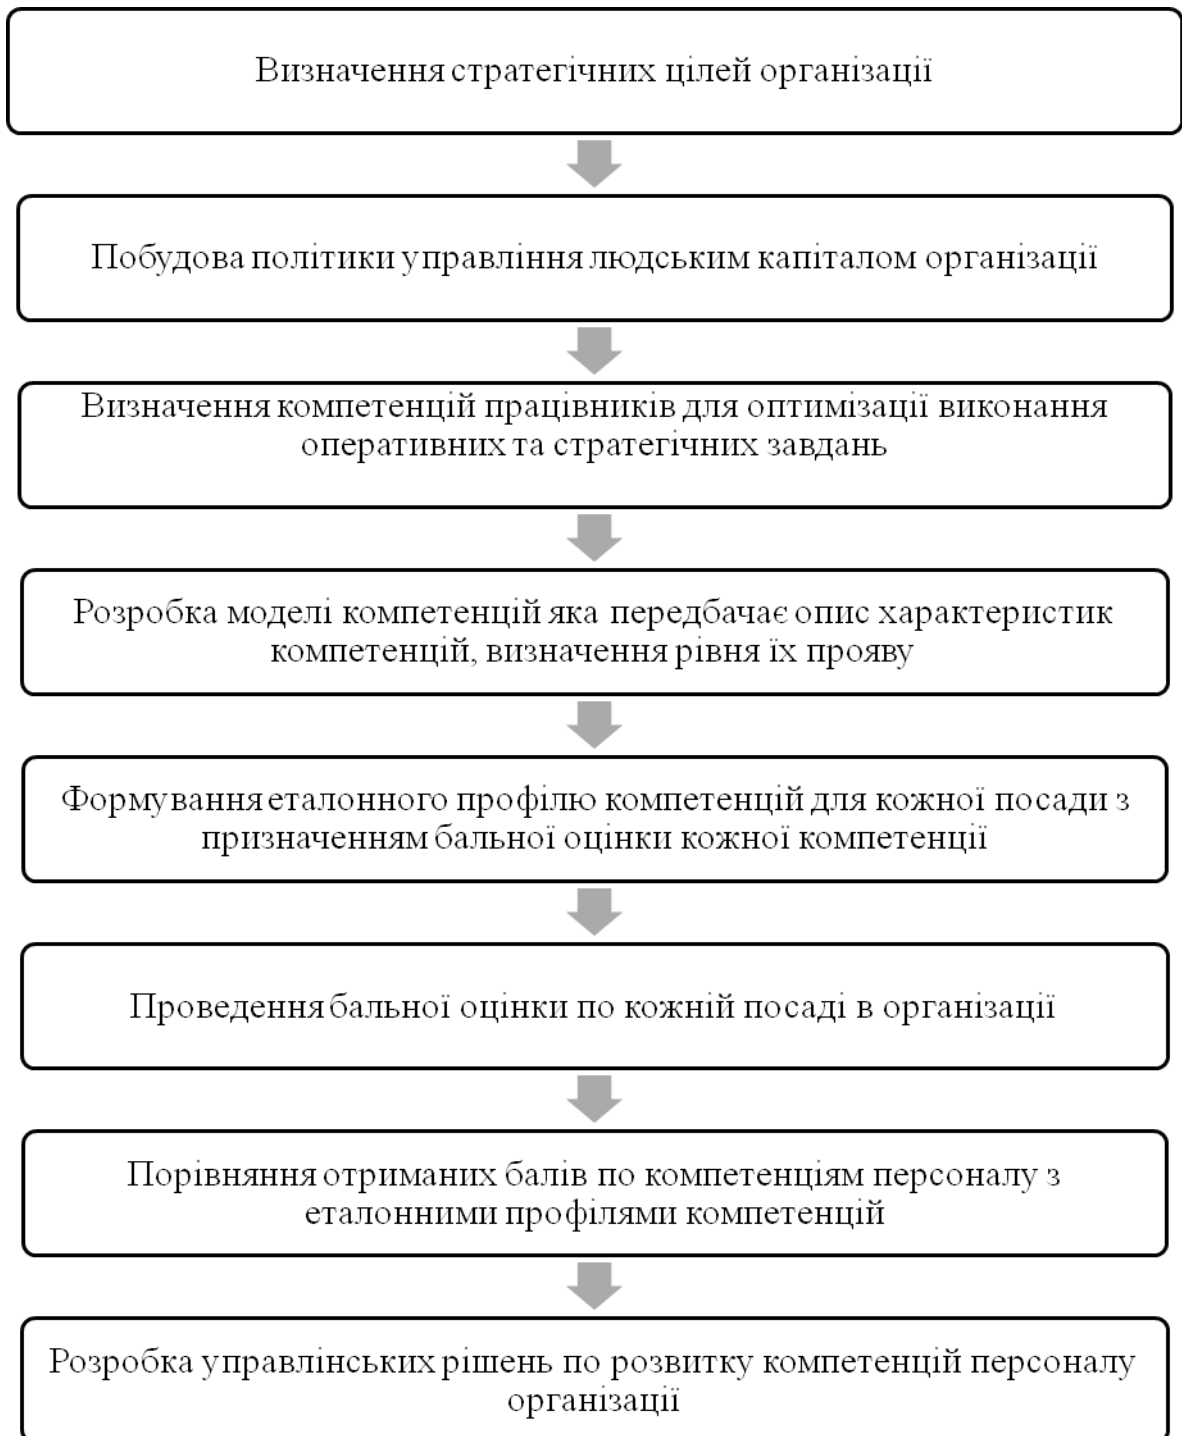 Визначення стратегічних цілей організації
Побудова політики управління людським капіталом організації
Визначення компетенцій працівників для оптимізації виконання
оперативних та стратегічних завдань
Розробка моделі компетенцій яка передбачає опис характеристик
компетенцій, визначення рівня їх прояву
Формування еталонного профілю компетенцій для кожної посади з
призначенням бальної оцінки кожної компетенції
Проведення бальної оцінки по кожній посаді в організації
Порівняння отриманих балів по компетенціям персоналу з
еталонними профілями компетенцій
Розробка управлінських рішень по розвитку компетенцій персоналу
організації